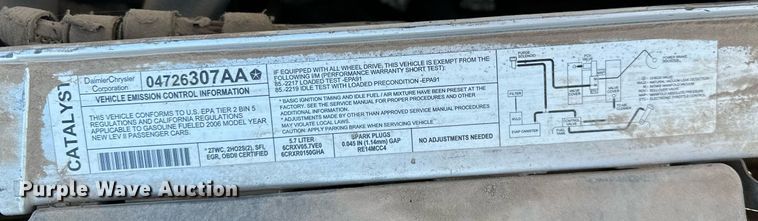 CATALYST
DaimlerChrysler
Corporation
04726307AA
VEHICLE EMISSION CONTROL INFORMATION
THIS VEHICLE CONFORMS TO U.S. EPA TIER 2 BIN 5
REGULATIONS AND CALIFORNIA REGULATIONS
APPLICABLE TO GASOLINE FUELED 2006 MODEL YEAR
NEW LEV II PASSENGER CARS.
* 2TWC, 2HO2S(2), SFI,
EGR, OBDII CERTIFIED
IF EQUIPPED WITH ALL WHEEL DRIVE, THIS VEHICLE IS EXEMPT FROM THE
FOLLOWING I/M (PERFORMANCE WARRANTY SHORT TEST):
85.-2217 LOADED TEST -EPA91
85.-2219 IDLE TEST WITH LOADED PRECONDITION -EPA91
* BASIC IGNITION TIMING AND IDLE FUEL / AIR MIXTURE HAVE BEEN PRESET AT THE
FACTORY. SEE THE SERVICE MANUAL FOR PROPER PROCEDURES AND OTHER
ADDITIONAL INFORMATION.
* ADJUSTMENTS MADE BY OTHER THAN APPROVED SERVICE MANUAL PROCEDURES
MAY VIOLATE FEDERAL AND STATE LAWS.
CAUTION: APPLY PARKING BRAKE WHEN SERVICING VEHICLE
5.7 LITER
6CRXV05.7VE0
6CRXR0150GHA
SPARK PLUGS
0.045 IN (1.14mm) GAP
RE14MCC4
NO ADJUSTMENTS NEEDED
PURGE
SOLENOID
FILTER
EVAP CANISTER
POWER BRAKE
Purple Wave Auction